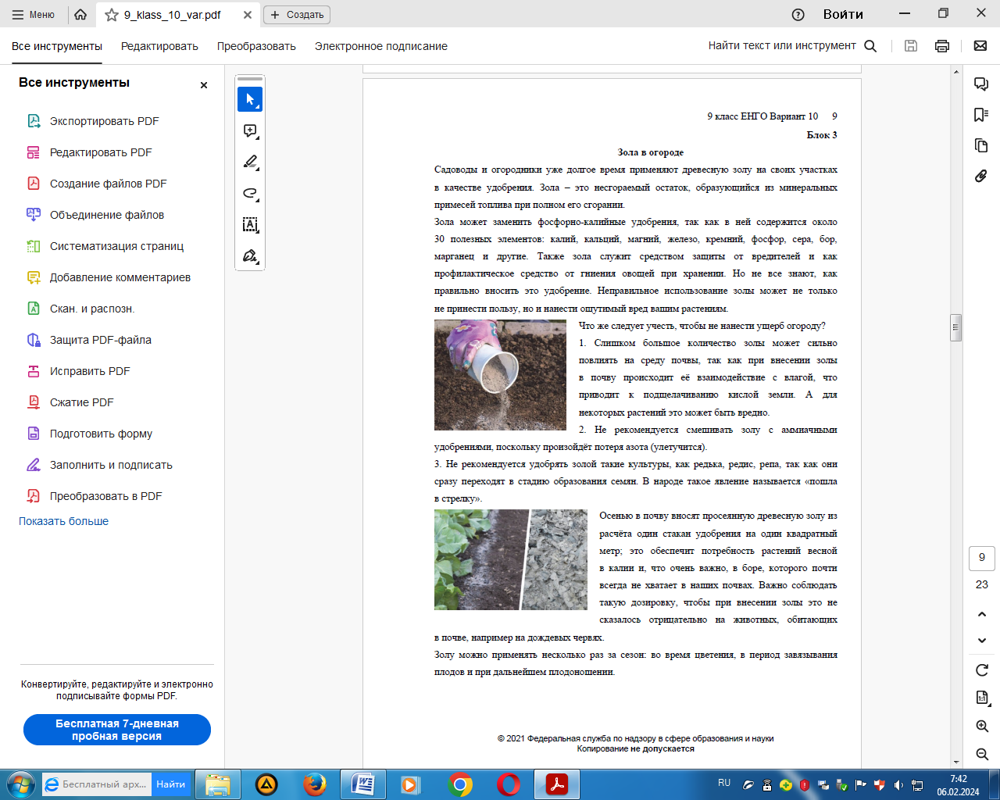 Меню
9_klass_10_var.pdf
Создать
Войти
Все инструменты
Редактировать
Преобразовать
Электронное подписание
Найти текст или инструмент
Все инструменты
Экспортировать PDF
Редактировать PDF
Создание файлов PDF
Объединение файлов
Систематизация страниц
Добавление комментариев
Скан. и распозн.
Защита PDF-файла
Исправить PDF
Сжатие PDF
Подготовить форму
Заполнить и подписать
Преобразовать в PDF
Показать больше
Конвертируйте, редактируйте и электронно
подписывайте формы PDF.
Бесплатная 7-дневная
пробная версия
9 класс ЕНГО Вариант 10 9
Блок 3
Зола в огороде
Садоводы и огородники уже долгое время применяют древесную золу на своих участках
в качестве удобрения. Зола – это несгораемый остаток, образующийся из минеральных
примесей топлива при полном его сгорании.
Зола может заменить фосфорно-калийные удобрения, так как в ней содержится около
30 полезных элементов: калий, кальций, магний, железо, кремний, фосфор, сера, бор,
марганец и другие. Также зола служит средством защиты от вредителей и как
профилактическое средство от гниения овощей при хранении. Но не все знают, как
правильно вносить это удобрение. Неправильное использование золы может не только
не принести пользу, но и нанести ощутимый вред вашим растениям.
Что же следует учесть, чтобы не нанести ущерб огороду?
1. Слишком большое количество золы может сильно
повлиять на среду почвы, так как при внесении золы
в почву происходит её взаимодействие с влагой, что
приводит к подщелачиванию кислой земли. А для
некоторых растений это может быть вредно.
2. Не рекомендуется смешивать золу с аммиачными
удобрениями, поскольку произойдёт потеря азота (улетучится).
3. Не рекомендуется удобрять золой такие культуры, как редька, редис, репа, так как они
сразу переходят в стадию образования семян. В народе такое явление называется «пошла
в стрелку».
Осенью в почву вносят просеянную древесную золу из
расчёта один стакан удобрения на один квадратный
метр; это обеспечит потребность растений весной
в калии и, что очень важно, в боре, которого почти
всегда не хватает в наших почвах. Важно соблюдать
такую дозировку, чтобы при внесении золы это не
сказалось отрицательно на животных, обитающих
в почве, например на дождевых червях.
Золу можно применять несколько раз за сезон: во время цветения, в период завязывания
плодов и при дальнейшем плодоношении.
© 2021 Федеральная служба по надзору в сфере образования и науки
Копирование не допускается
9
23
1:1
Бесплатный арх...
Найти
RU
7:42
06.02.2024